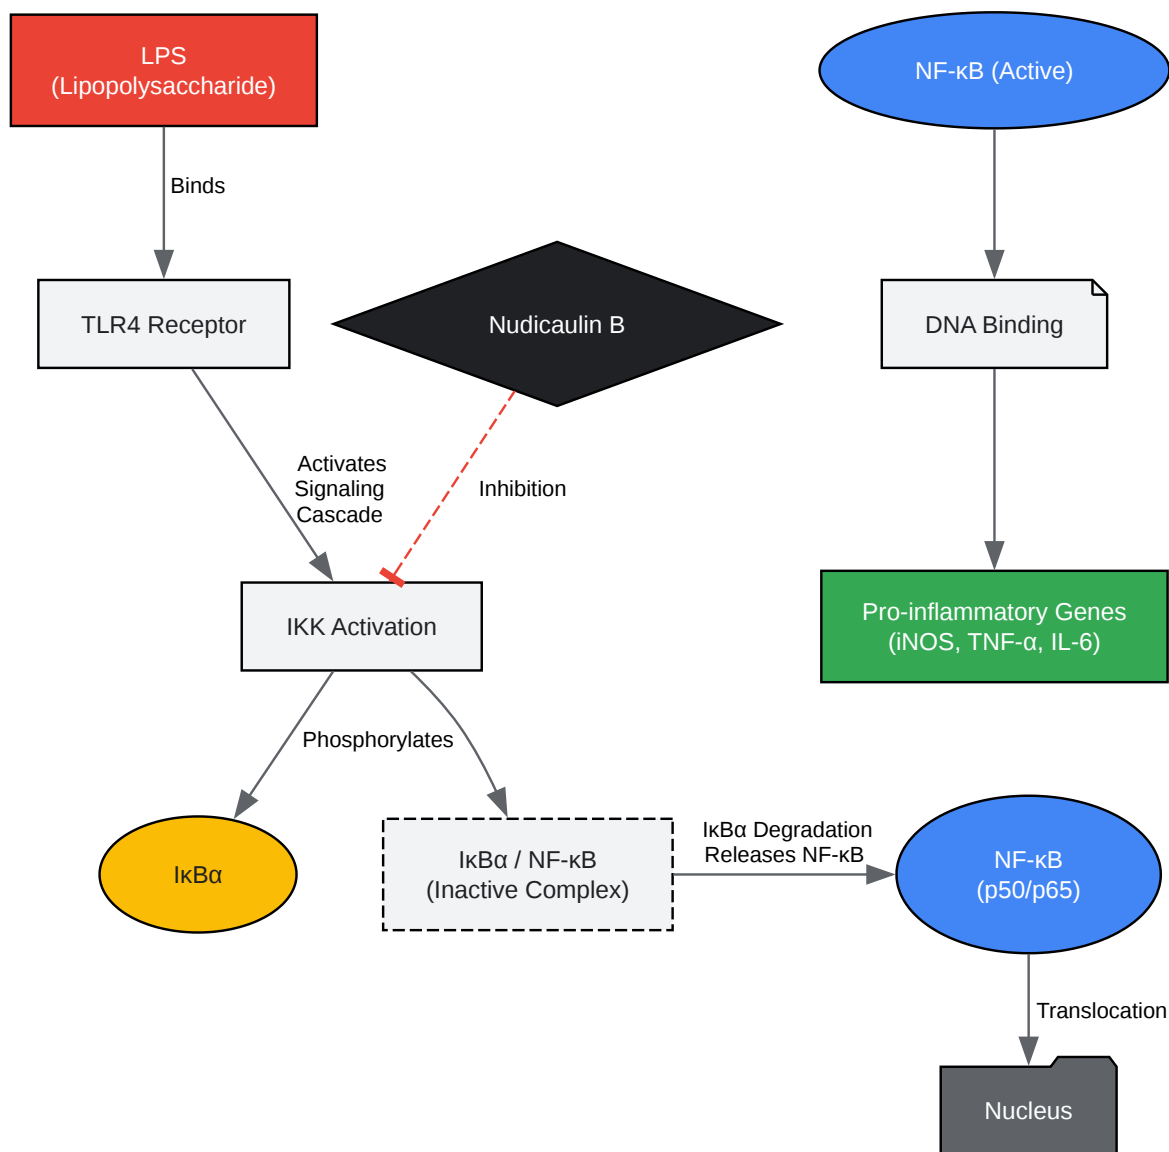 LPS
(Lipopolysaccharide)
NF-κB (Active)
Binds
TLR4 Receptor
Nudicaulin B
DNA Binding
Activates
Signaling
Cascade
Inhibition
IKK Activation
Pro-inflammatory Genes
(iNOS, TNF-α, IL-6)
Phosphorylates
IκBα
IκBα / NF-κB
(Inactive Complex)
IκBα Degradation
Releases NF-κB
NF-κB
(p50/p65)
Translocation
Nucleus